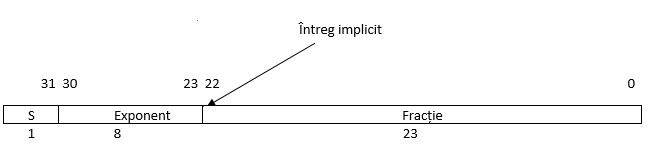 Întreg implicit
31 30 23 22 0
S Exponent Fracție
1 8 23